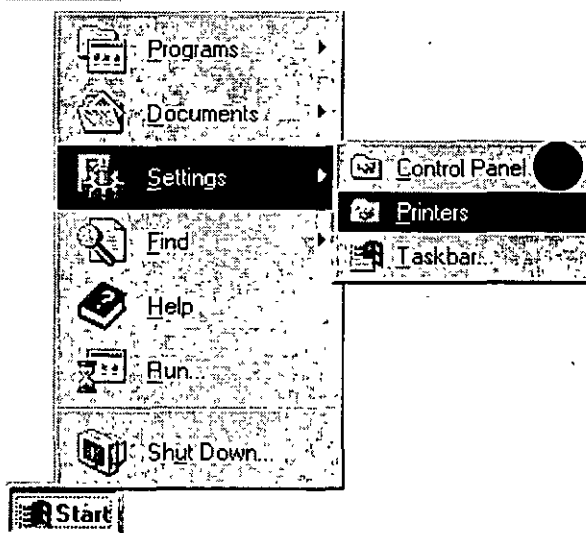 Programs
Documents
Settings
Control Panel
Printers
Taskbar...
Find
Help
Run...
Shut Down...
Start